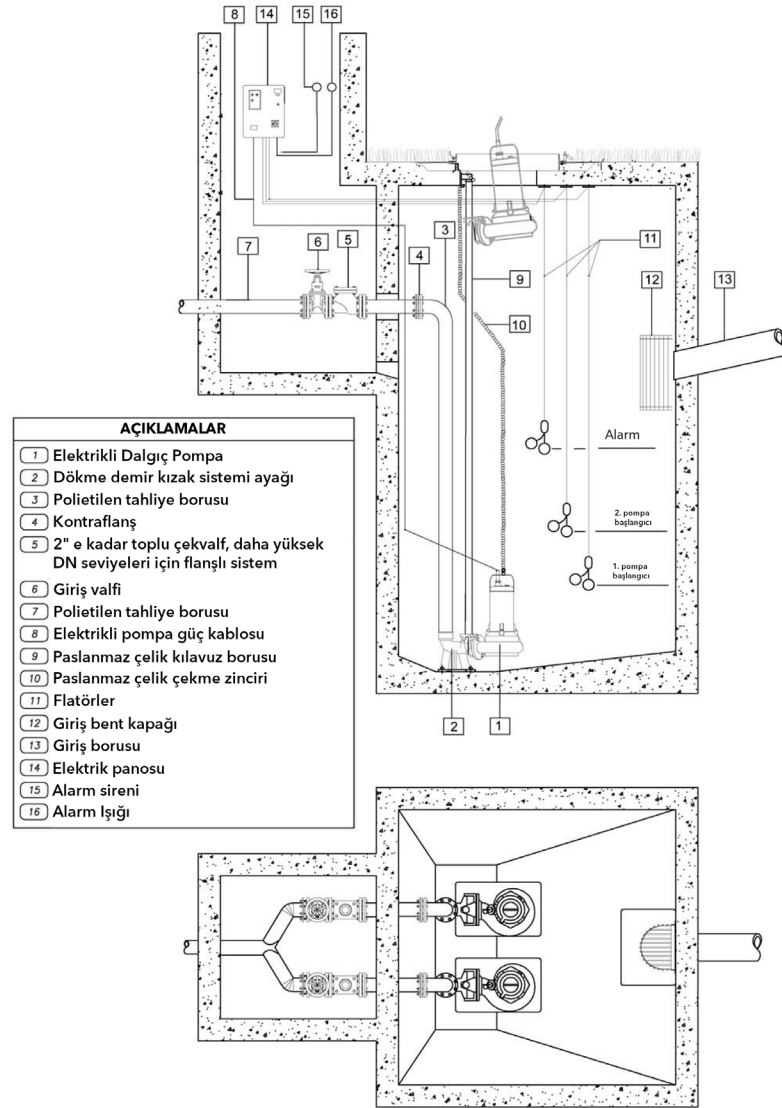 8
14
15
16
6
5
7
4
3
9
10
11
12
13
Alarm
2. pompa
başlangıcı
1. pompa
başlangıcı
2
1
AÇIKLAMALAR
1 Elektrikli Dalgıç Pompa
2 Dökme demir kızak sistemi ayağı
3 Polietilen tahliye borusu
4 Kontraflanş
5 2" e kadar toplu çekvalf, daha yüksek
DN seviyeleri için flanşlı sistem
6 Giriş valfi
7 Polietilen tahliye borusu
8 Elektrikli pompa güç kablosu
9 Paslanmaz çelik kılavuz borusu
10 Paslanmaz çelik çekme zinciri
11 Flatörler
12 Giriş bent kapağı
13 Giriş borusu
14 Elektrik panosu
15 Alarm sireni
16 Alarm Işığı